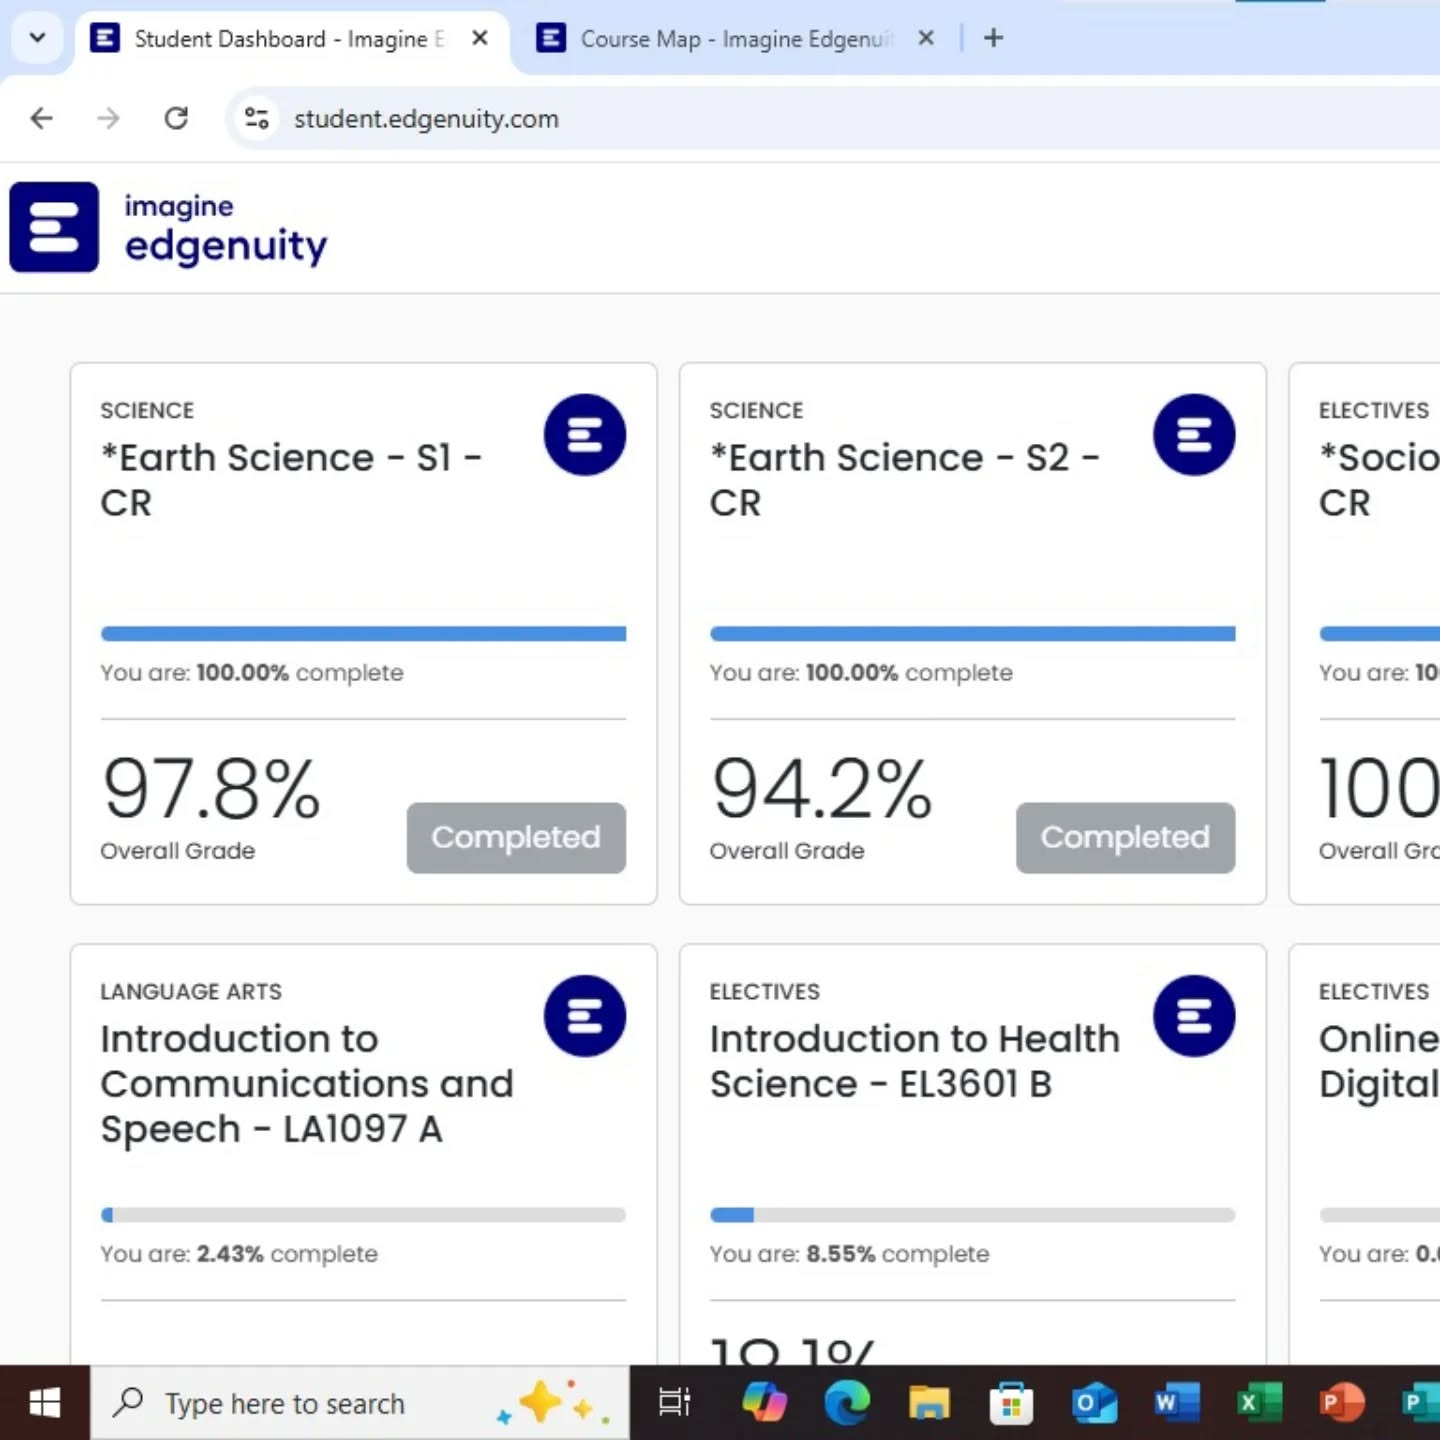 Student Dashboard - Imagine E
Course Map - Imagine Edgenuit
student.edgenuity.com
imagine
edgenuity
SCIENCE
*Earth Science - S1 -
CR
You are: 100.00% complete
97.8%
Overall Grade
Completed
SCIENCE
*Earth Science - S2 -
CR
You are: 100.00% complete
94.2%
Overall Grade
Completed
ELECTIVES
*Socio
CR
You are: 10
100
Overall Gra
LANGUAGE ARTS
Introduction to
Communications and
Speech - LA1097 A
You are: 2.43% complete
ELECTIVES
Introduction to Health
Science - EL3601 B
You are: 8.55% complete
ELECTIVES
Online
Digital
You are: 0.
Type here to search